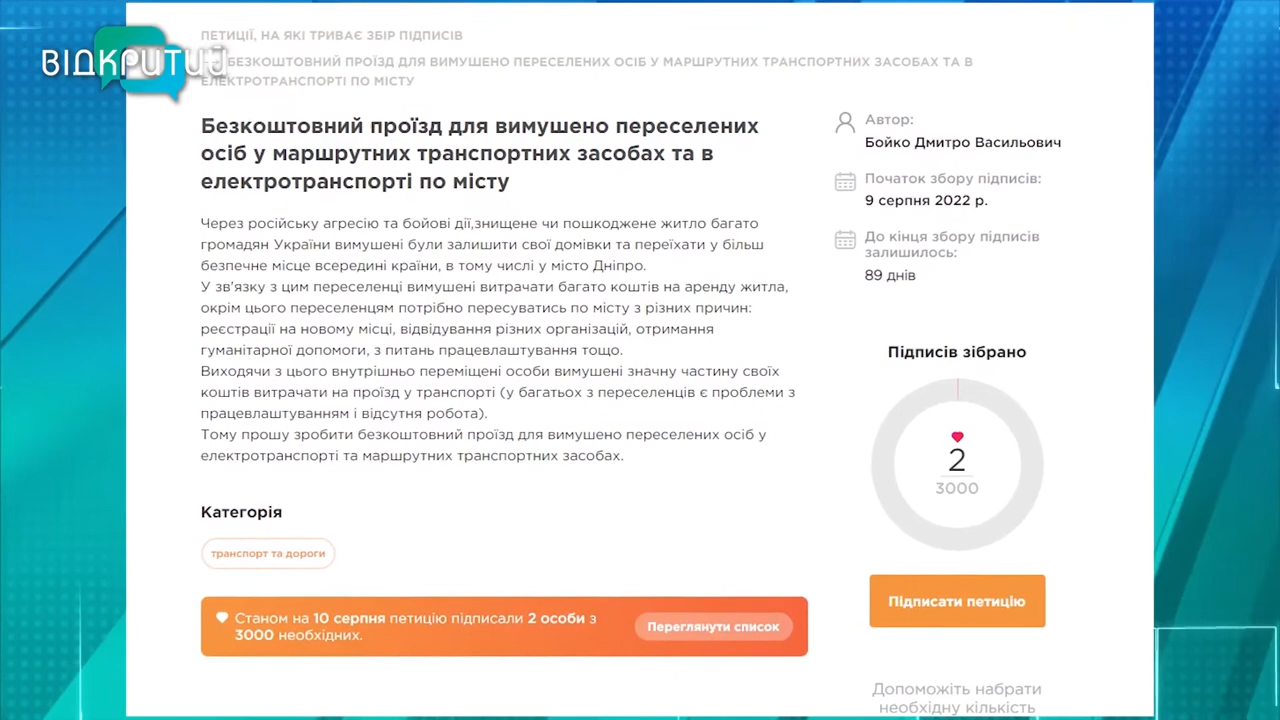 ВІДКРИТИЙ
ПЕТИЦІЇ, НА ЯКІ ТРИВАЄ ЗБІР ПІДПИСІВ
БЕЗКОШТОВНИЙ ПРОЇЗД ДЛЯ ВИМУШЕНО ПЕРЕСЕЛЕНИХ ОСІБ У МАРШРУТНИХ ТРАНСПОРТНИХ ЗАСОБАХ ТА В
ЕЛЕКТРОТРАНСПОРТІ ПО МІСТУ
Безкоштовний проїзд для вимушено переселених
осіб у маршрутних транспортних засобах та в
електротранспорті по місту
Через російську агресію та бойові дії,знищене чи пошкоджене житло багато
громадян України вимушені були залишити свої домівки та переїхати у більш
безпечне місце всередині країни, в тому числі у місто Дніпро.
У зв'язку з цим переселенці вимушені витрачати багато коштів на аренду житла,
окрім цього переселенцям потрібно пересуватись по місту з різних причин:
реєстрації на новому місці, відвідування різних організацій, отримання
гуманітарної допомоги, з питань працевлаштування тощо.
Виходячи з цього внутрішньо переміщені особи вимушені значну частину своїх
коштів витрачати на проїзд у транспорті (у багатьох з переселенців є проблеми з
працевлаштуванням і відсутня робота).
Тому прошу зробити безкоштовний проїзд для вимушено переселених осіб у
електротранспорті та маршрутних транспортних засобах.
Категорія
транспорт та дороги
Станом на 10 серпня петицію підписали 2 особи з
3000 необхідних.
Переглянути список
Автор:
Бойко Дмитро Васильович
Початок збору підписів:
9 серпня 2022 р.
До кінця збору підписів
залишилось:
89 днів
Підписів зібрано
2
3000
Підписати петицію
Допоможіть набрати
необхідну кількість